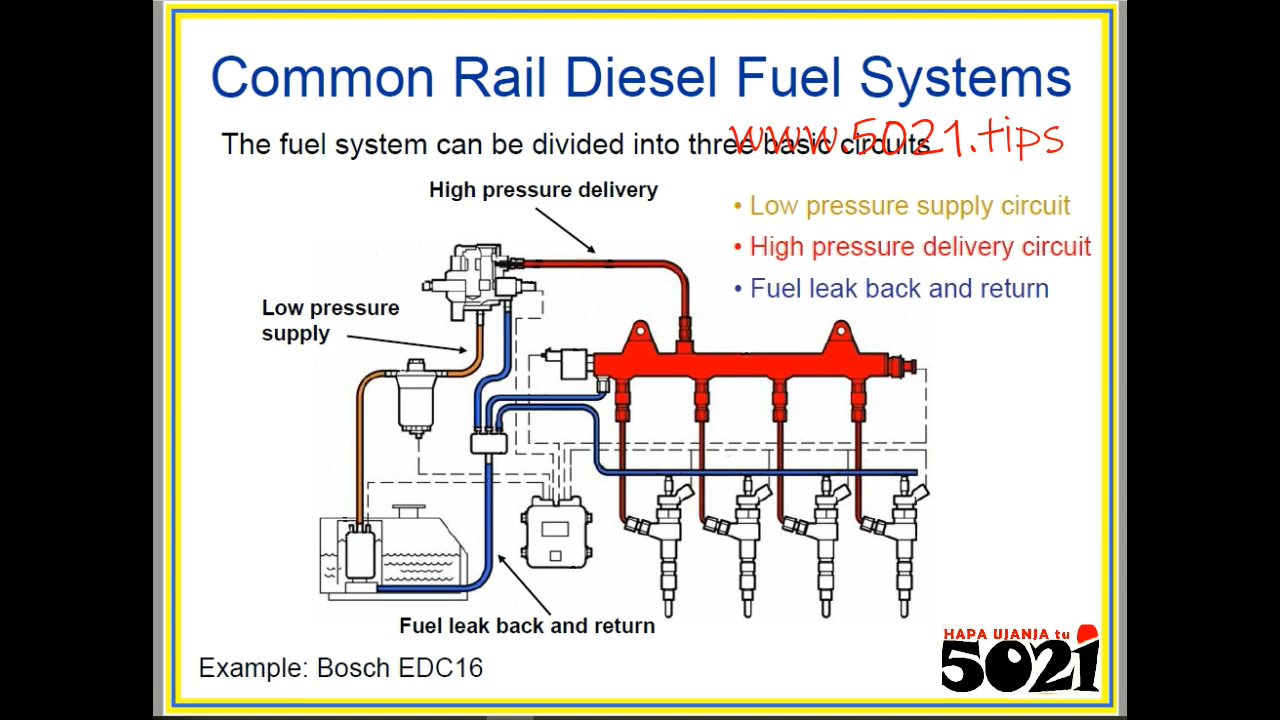 Common Rail Diesel Fuel Systems
www.5021.tips
The fuel system can be divided into three basic circuits
High pressure delivery
• Low pressure supply circuit
• High pressure delivery circuit
• Fuel leak back and return
Low pressure
supply
Fuel leak back and return
HAPA UJANJA tu
5021
Example: Bosch EDC16